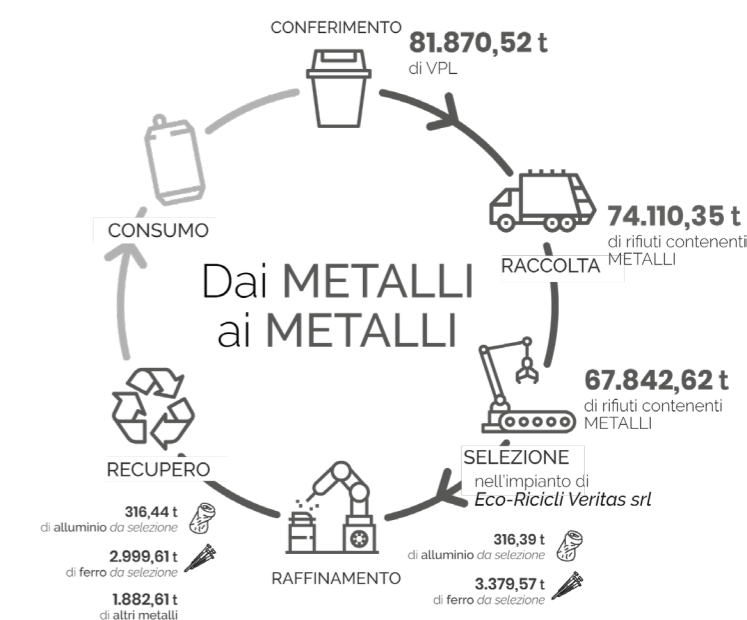 CONFERIMENTO
81.870,52 t
di VPL
74.110,35 t
di rifiuti contenenti
METALLI
RACCOLTA
CONSUMO
Dai METALLI
ai METALLI
67.842,62 t
di rifiuti contenenti
METALLI
SELEZIONE
nell'impianto di
Eco-Ricicli Veritas srl
RECUPERO
316,44 t
di alluminio da selezione
2.999,61 t
di ferro da selezione
1.882,61 t
di altri metalli
RAFFINAMENTO
316,39 t
di alluminio da selezione
3.379,57 t
di ferro da selezione